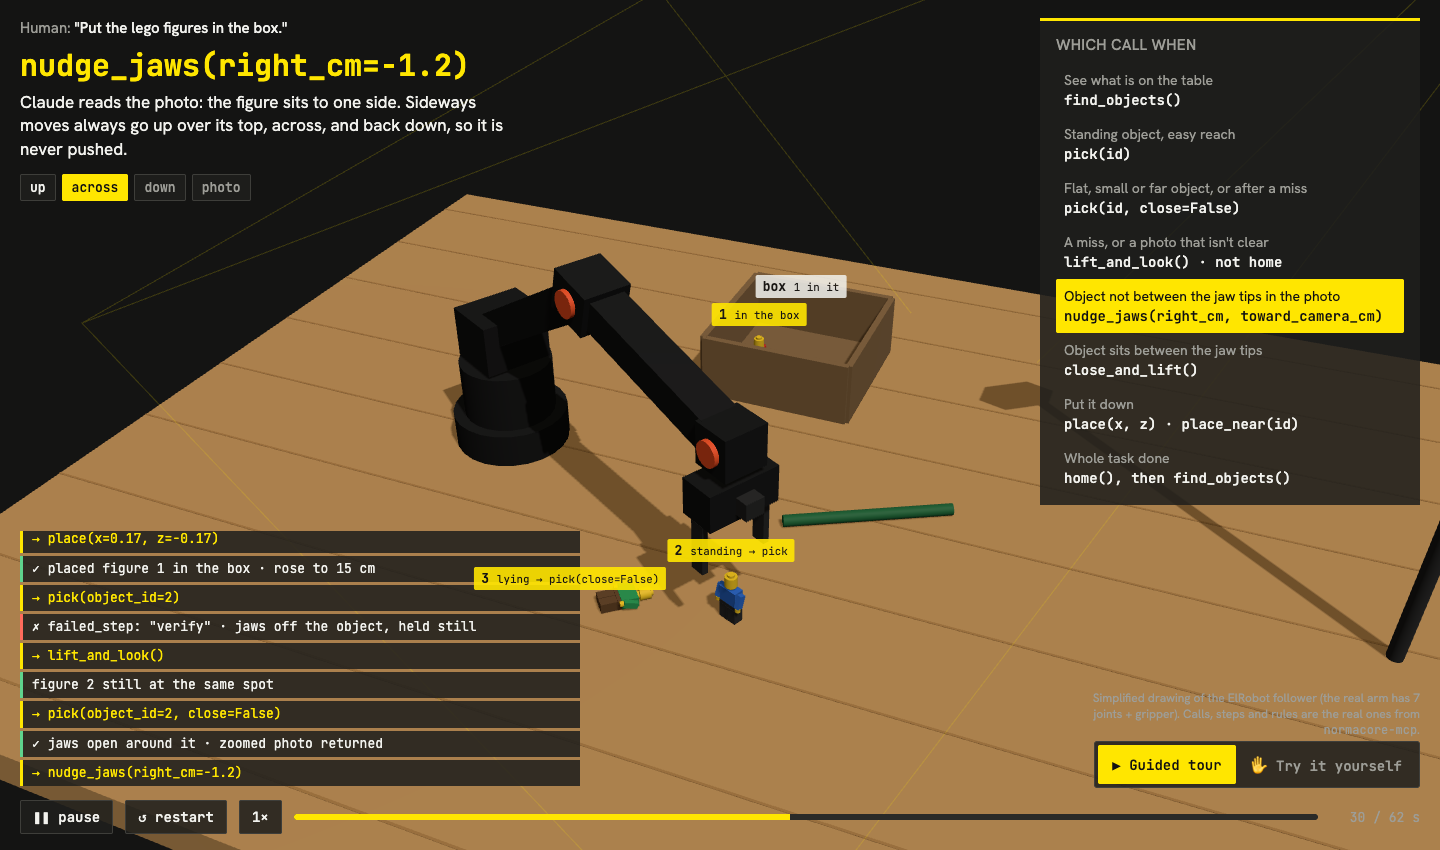 Human: "Put the lego figures in the box."
nudge_jaws(right_cm=-1.2)
Claude reads the photo: the figure sits to one side. Sideways
moves always go up over its top, across, and back down, so it is
never pushed.
up across down photo
WHICH CALL WHEN
See what is on the table
find_objects()
Standing object, easy reach
pick(id)
Flat, small or far object, or after a miss
pick(id, close=False)
A miss, or a photo that isn't clear
lift_and_look() · not home
Object not between the jaw tips in the photo
nudge_jaws(right_cm, toward_camera_cm)
Object sits between the jaw tips
close_and_lift()
Put it down
place(x, z) · place_near(id)
Whole task done
home(), then find_objects()
box 1 in it
1 in the box
2 standing → pick
3 lying → pick(close=False)
→ place(x=0.17, z=-0.17)
✓ placed figure 1 in the box · rose to 15 cm
→ pick(object_id=2)
✗ failed_step: "verify" · jaws off the object, held still
→ lift_and_look()
figure 2 still at the same spot
→ pick(object_id=2, close=False)
✓ jaws open around it · zoomed photo returned
→ nudge_jaws(right_cm=-1.2)
Simplified drawing of the ElRobot follower (the real arm has 7
joints + gripper). Calls, steps and rules are the real ones from
normacore-mcp.
▶ Guided tour ✋ Try it yourself
❚❚ pause ↺ restart 1× 30 / 62 s